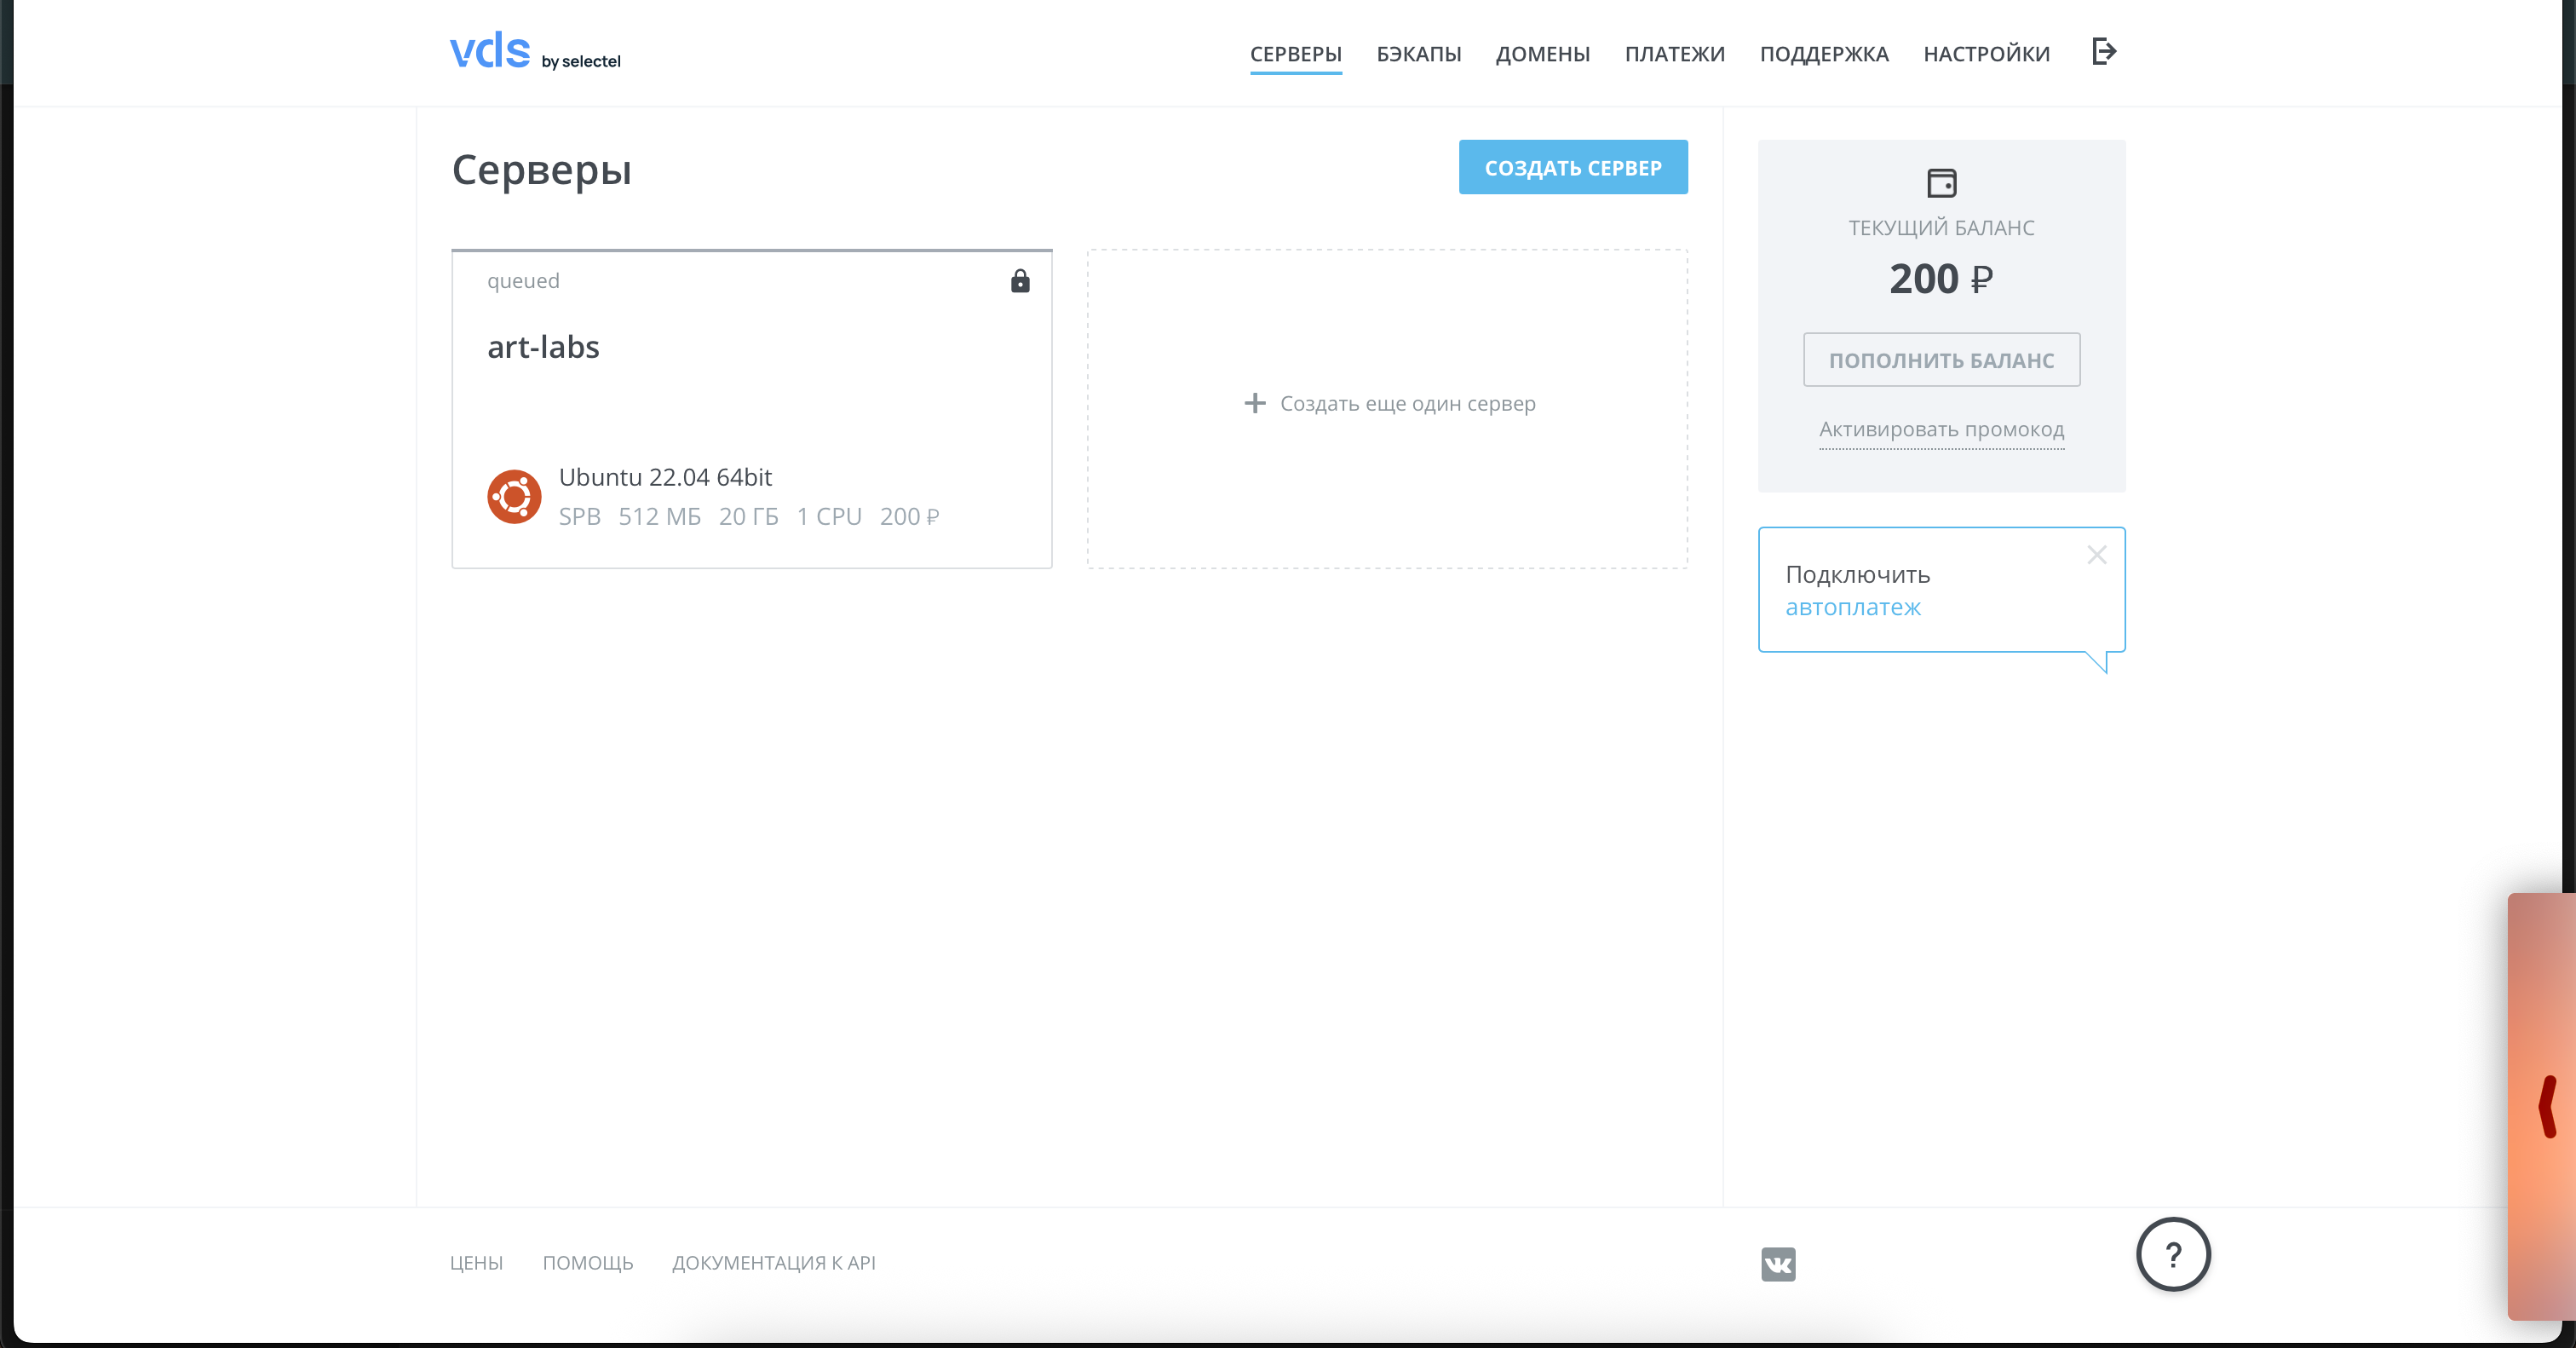 vds by selectel
СЕРВЕРЫ БЭКАПЫ ДОМЕНЫ ПЛАТЕЖИ ПОДДЕРЖКА НАСТРОЙКИ
Серверы
СОЗДАТЬ СЕРВЕР
queued
art-labs
Ubuntu 22.04 64bit
SPB 512 МБ 20 ГБ 1 CPU 200 ₽
Создать еще один сервер
ТЕКУЩИЙ БАЛАНС
200 ₽
ПОПОЛНИТЬ БАЛАНС
Активировать промокод
Подключить
автоплатеж
ЦЕНЫ ПОМОЩЬ ДОКУМЕНТАЦИЯ К API
?